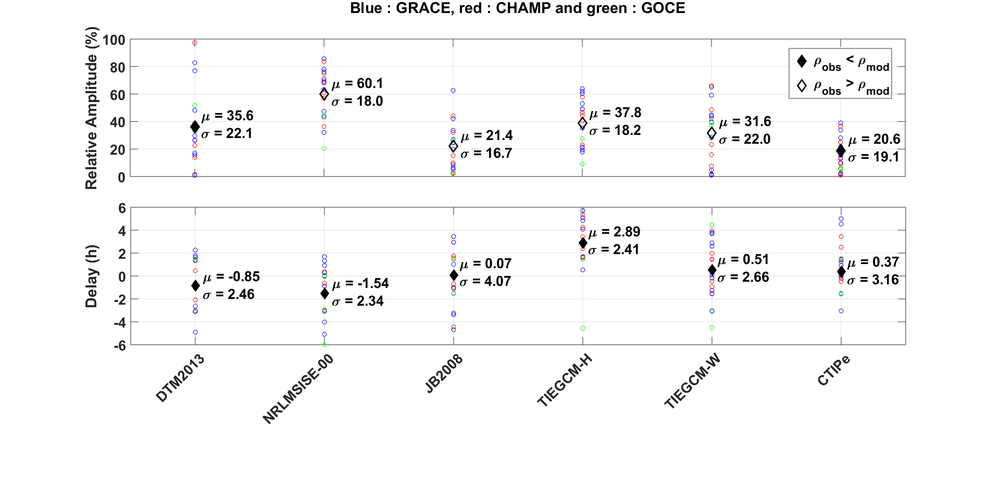 Blue : GRACE, red : CHAMP and green : GOCE
Relative Amplitude (%)
100
80
60
40
20
0
μ = 35.6
σ = 22.1
μ = 60.1
σ = 18.0
μ = 21.4
σ = 16.7
μ = 37.8
σ = 18.2
μ = 31.6
σ = 22.0
μ = 20.6
σ = 19.1
ρobs < ρmod
ρobs > ρmod
Delay (h)
6
4
2
0
-2
-4
-6
μ = -0.85
σ = 2.46
μ = -1.54
σ = 2.34
μ = 0.07
σ = 4.07
μ = 2.89
σ = 2.41
μ = 0.51
σ = 2.66
μ = 0.37
σ = 3.16
DTM2013
NRLMSISE-00
JB2008
TIEGCM-H
TIEGCM-W
CTIPe